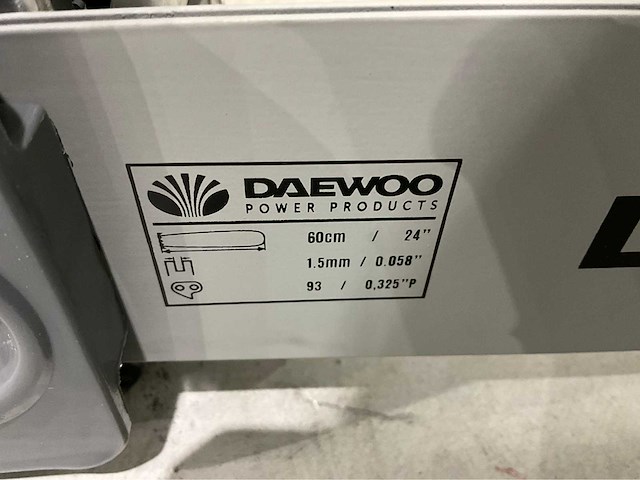 DAEWOO
POWER PRODUCTS
60cm / 24"
1.5mm / 0.058"
93 / 0,325"P